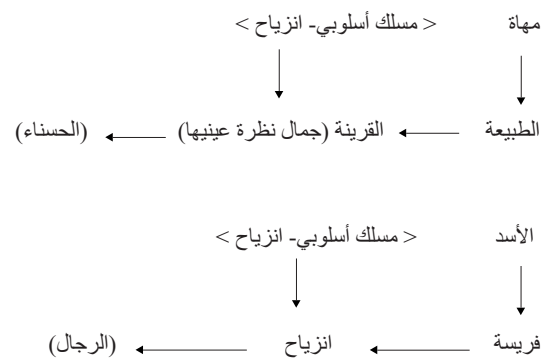 مهاة < مسلك أسلوبي- انزياح >
الطبيعة القرينة (جمال نظرة عينيها) (الحسناء)
الأسد < مسلك أسلوبي- انزياح >
فريسة انزياح (الرجال)